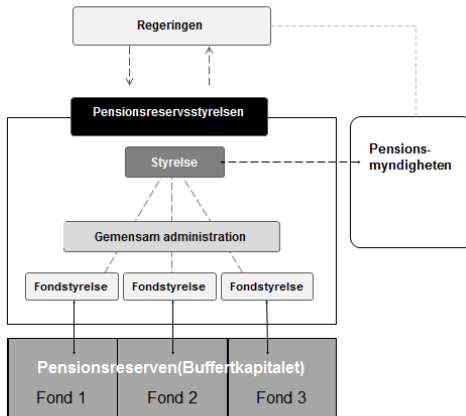 Regeringen
Pensionsreservsstyrelsen
Styrelse
Pensions-
myndigheten
Gemensam administration
Fondstyrelse Fondstyrelse Fondstyrelse
Pensionsreserven(Buffertkapitalet)
Fond 1 Fond 2 Fond 3